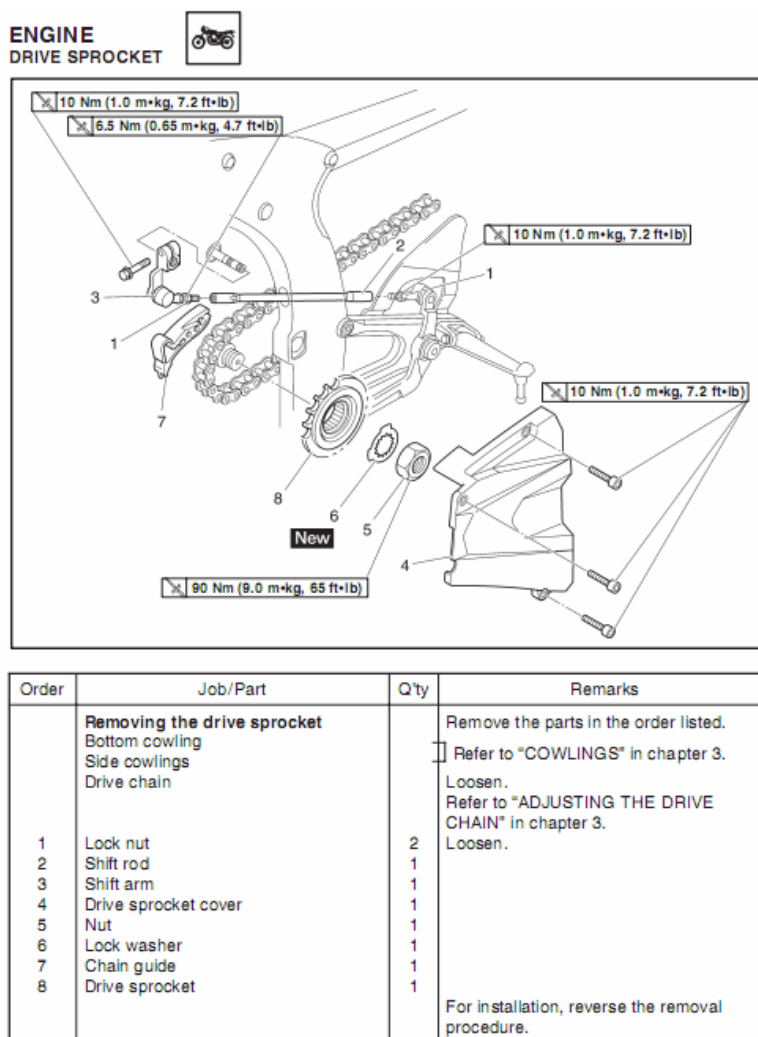 ENGINE
DRIVE SPROCKET
10 Nm (1.0 m•kg, 7.2 ft•lb)
6.5 Nm (0.65 m•kg, 4.7 ft•lb)
2
10 Nm (1.0 m•kg, 7.2 ft•lb)
1
3
1
10 Nm (1.0 m•kg, 7.2 ft•lb)
7
8
6
New
5
4
90 Nm (9.0 m•kg, 65 ft•lb)
Order Job/Part Q'ty Remarks
Removing the drive sprocket Remove the parts in the order listed.
Bottom cowling
Side cowlings Refer to “COWLINGS” in chapter 3.
Drive chain Loosen.
Refer to “ADJUSTING THE DRIVE
CHAIN” in chapter 3.
1 Lock nut 2 Loosen.
2 Shift rod 1
3 Shift arm 1
4 Drive sprocket cover 1
5 Nut 1
6 Lock washer 1
7 Chain guide 1
8 Drive sprocket 1
For installation, reverse the removal
procedure.